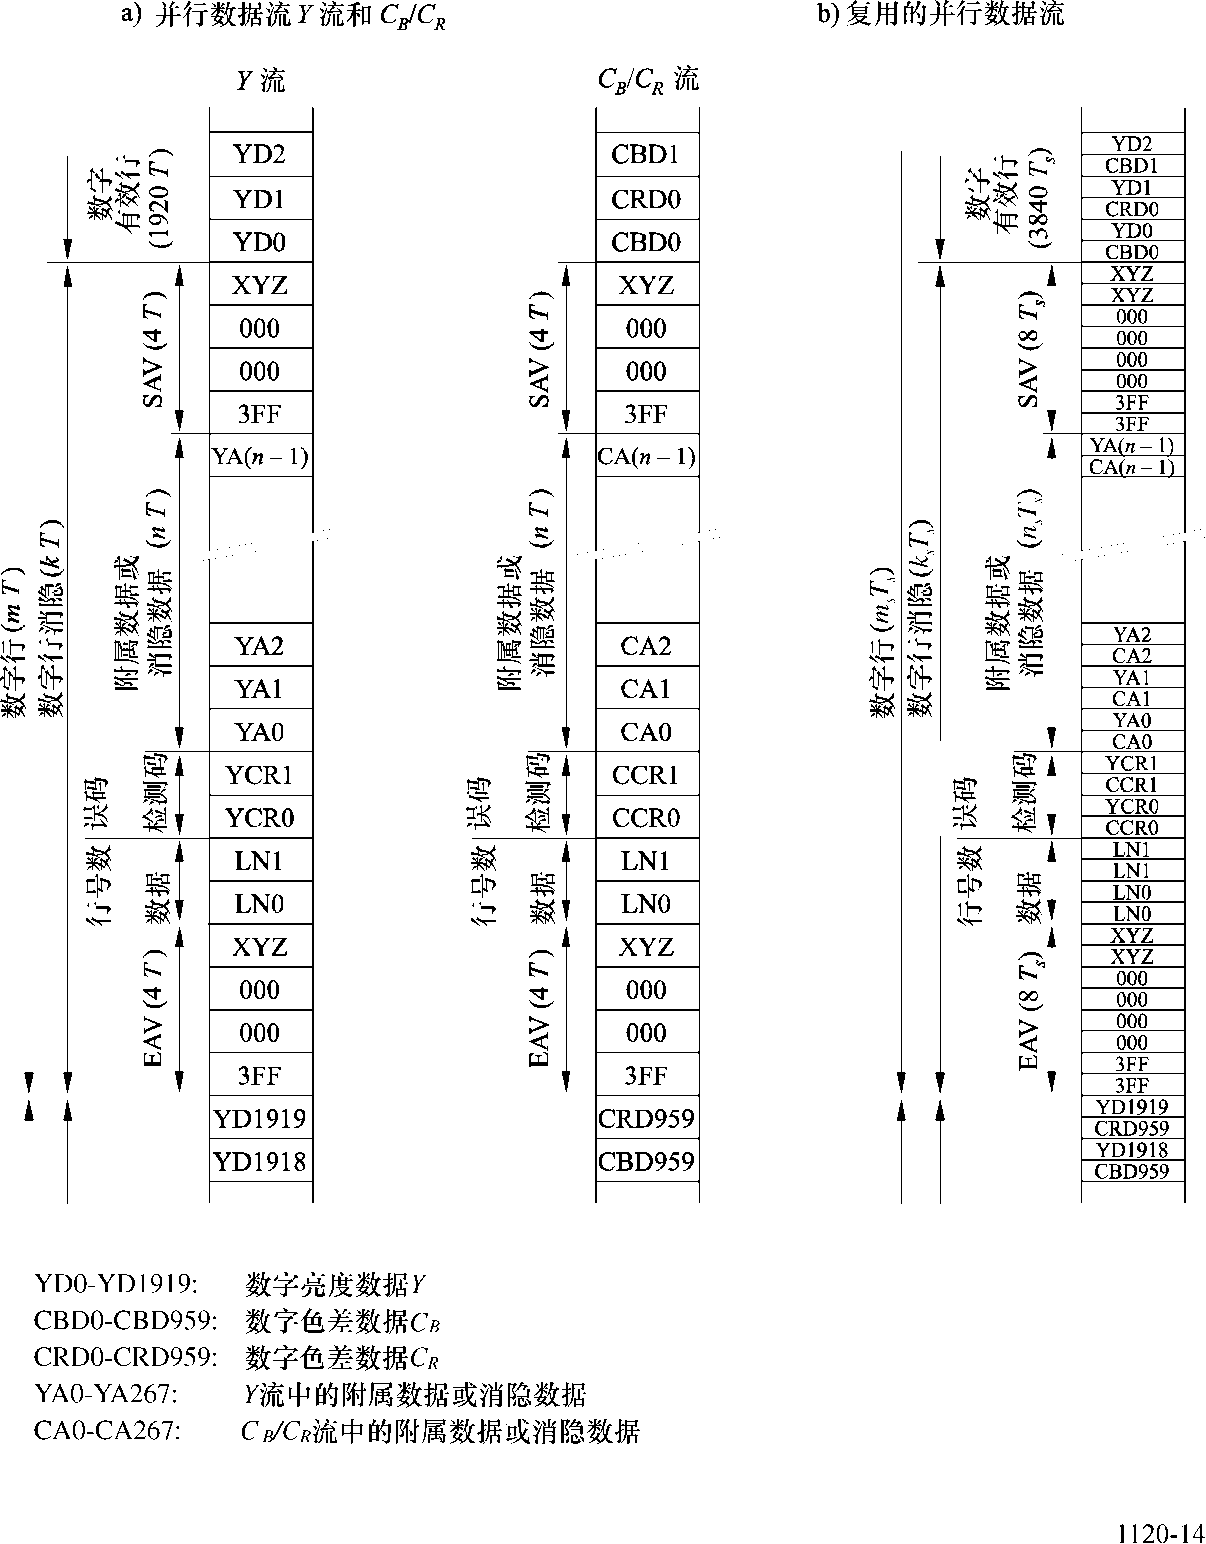 a) 并行数据流 Y 流和 CB/CR
b) 复用的并行数据流
Y 流
CB/CR 流
数字行 (m T)
数字行消隐 (k T)
数字
有效行
(1920 T)
SAV (4 T)
附属数据或
消隐数据 (n T)
误码
检测码
行号数
数据
EAV (4 T)
YD2
YD1
YD0
XYZ
000
000
3FF
YA(n – 1)
YA2
YA1
YA0
YCR1
YCR0
LN1
LN0
XYZ
000
000
3FF
YD1919
YD1918
SAV (4 T)
附属数据或
消隐数据 (n T)
误码
检测码
行号数
数据
EAV (4 T)
CBD1
CRD0
CBD0
XYZ
000
000
3FF
CA(n – 1)
CA2
CA1
CA0
CCR1
CCR0
LN1
LN0
XYZ
000
000
3FF
CRD959
CBD959
数字行 (msTs)
数字行消隐 (ksTs)
数字
有效行
(3840 Ts)
SAV (8 Ts)
附属数据或
消隐数据 (nsTs)
误码
检测码
行号数
数据
EAV (8 Ts)
YD2
CBD1
YD1
CRD0
YD0
CBD0
XYZ
XYZ
000
000
000
000
3FF
3FF
YA(n – 1)
CA(n – 1)
YA2
CA2
YA1
CA1
YA0
CA0
YCR1
CCR1
YCR0
CCR0
LN1
LN1
LN0
LN0
XYZ
XYZ
000
000
000
000
3FF
3FF
YD1919
CRD959
YD1918
CBD959
YD0-YD1919: 数字亮度数据Y
CBD0-CBD959: 数字色差数据CB
CRD0-CRD959: 数字色差数据CR
YA0-YA267: Y流中的附属数据或消隐数据
CA0-CA267: CB/CR流中的附属数据或消隐数据
1120-14